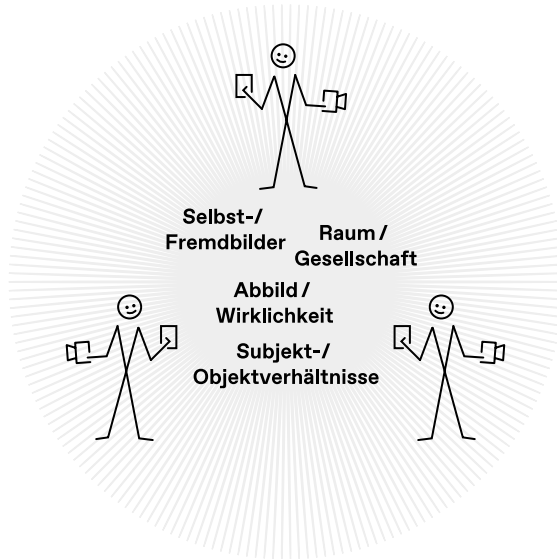 Selbst-/
Fremdbilder
Raum /
Gesellschaft
Abbild /
Wirklichkeit
Subjekt-/
Objektverhältnisse